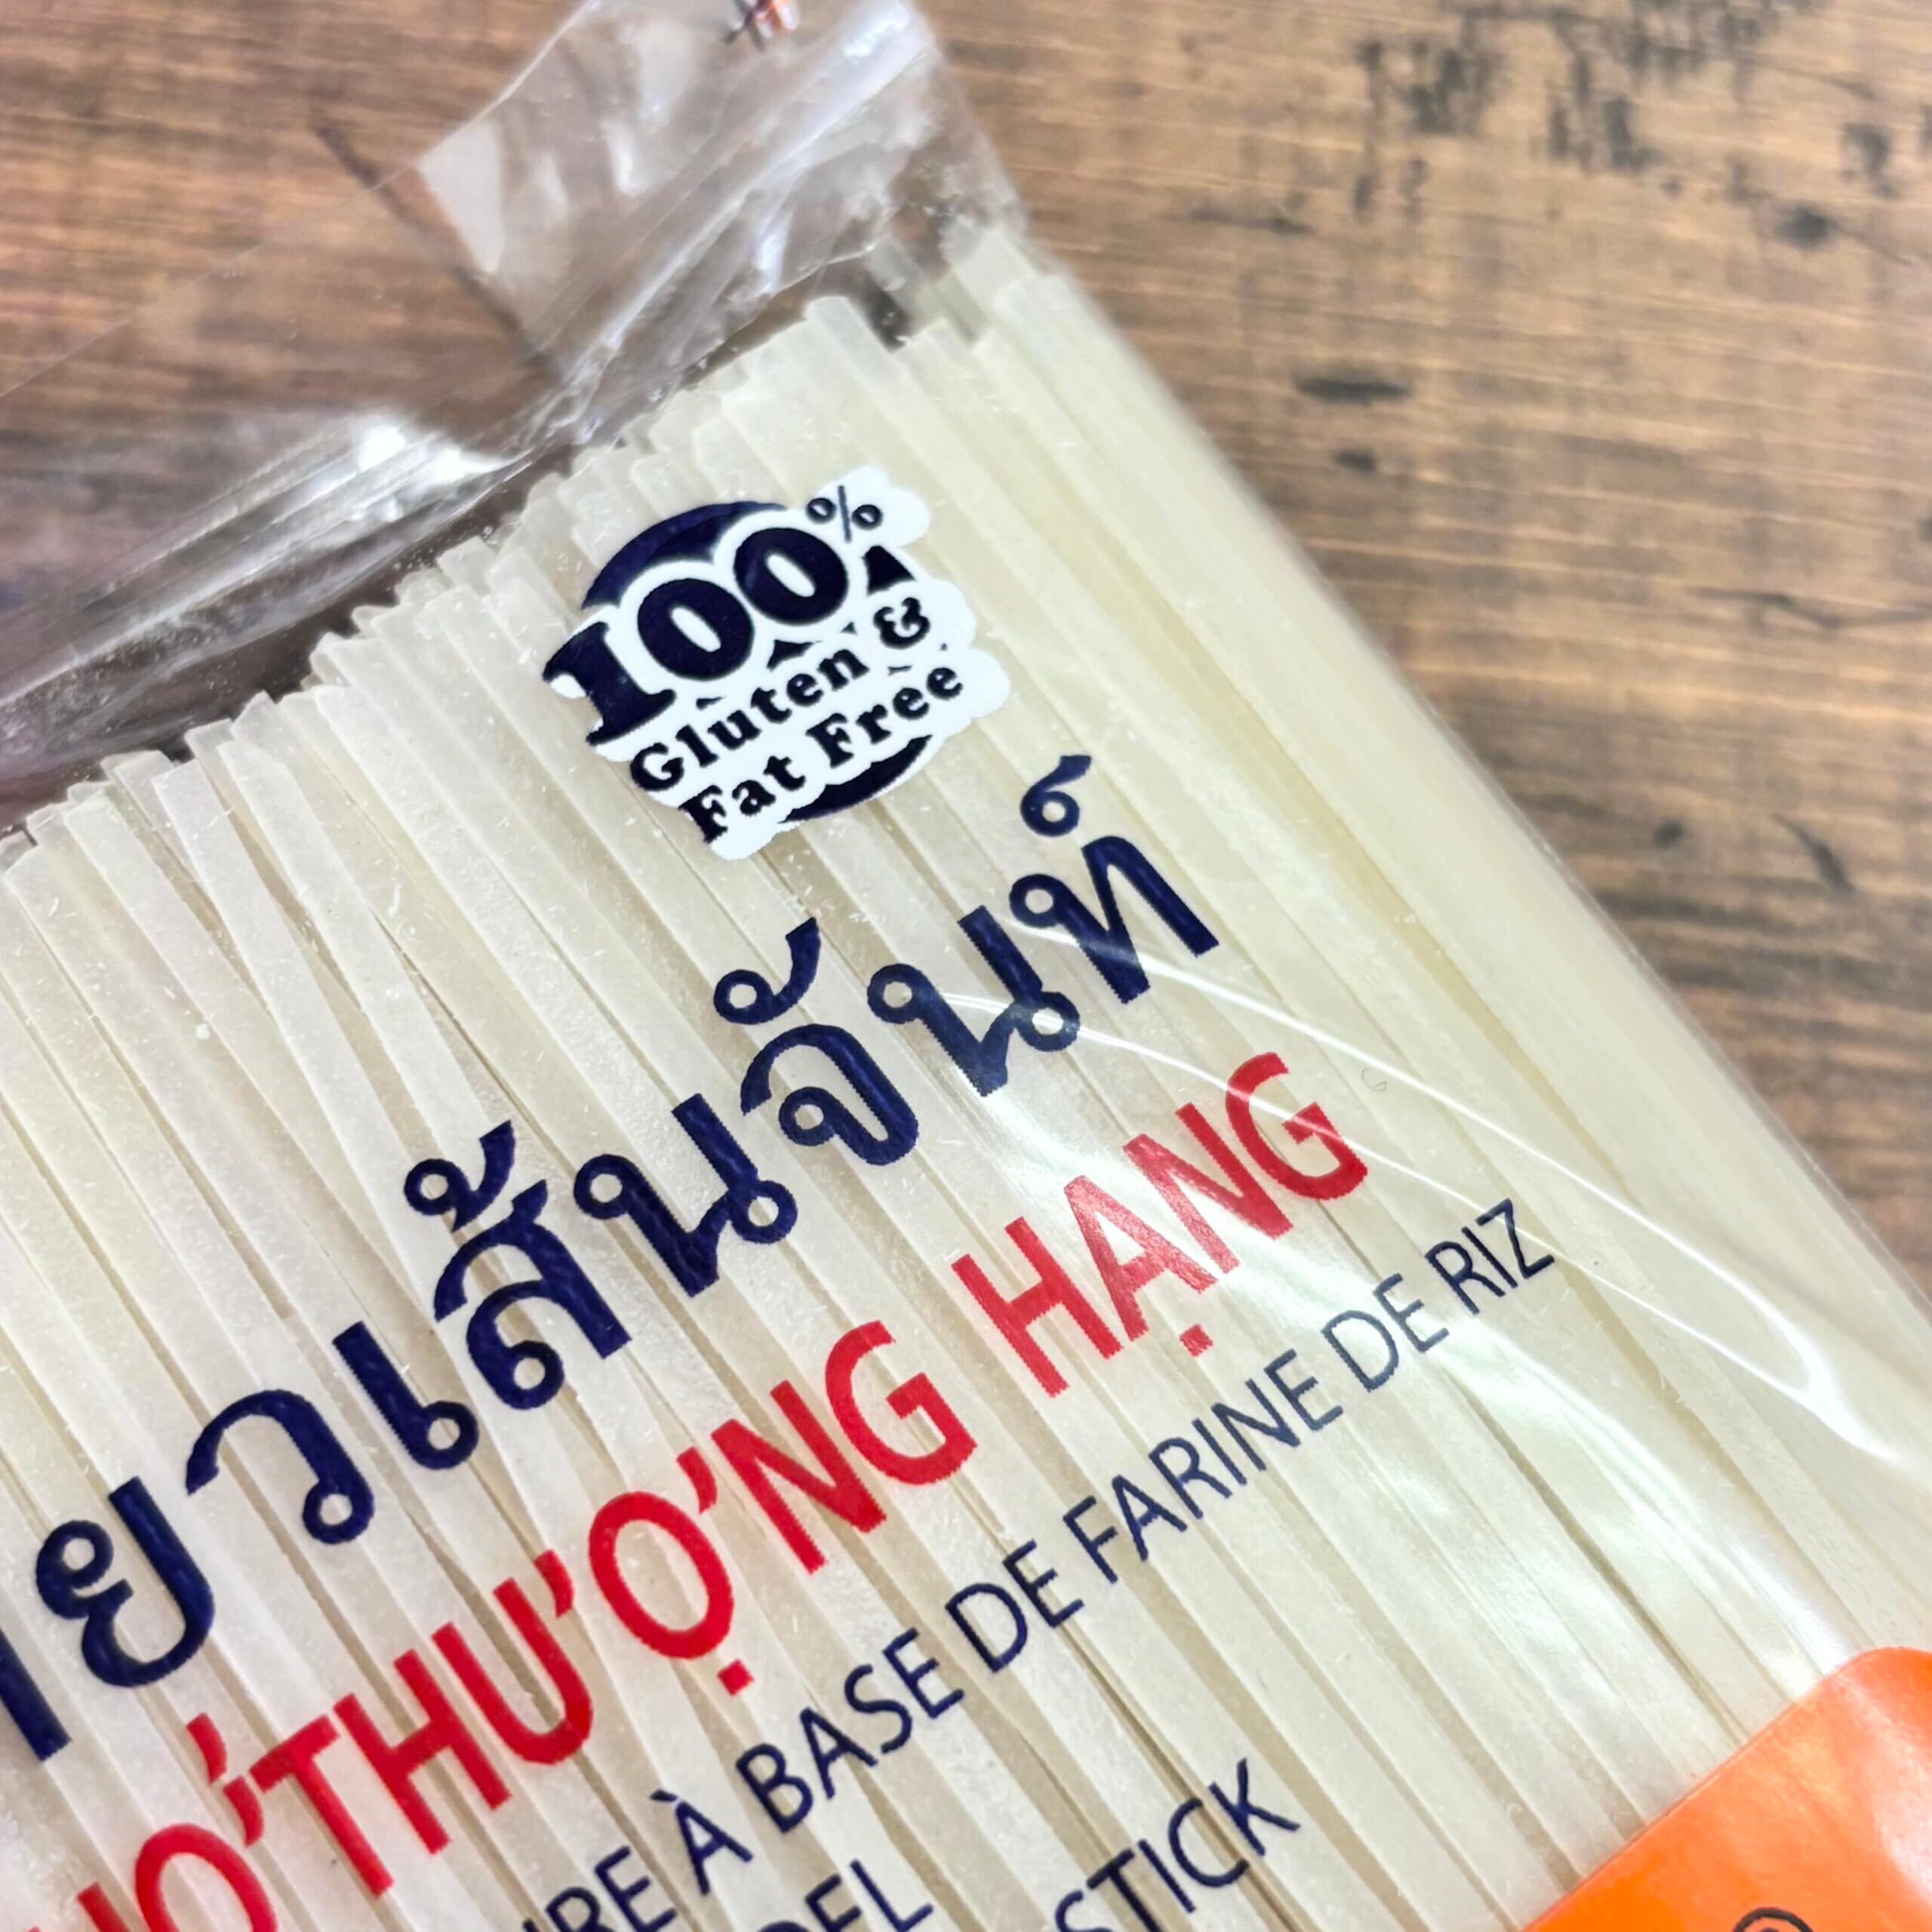 100%
Gluten &
Fat Free
ยวเส้นจันท์
THƯỢNG HẠNG
À BASE DE FARINE DE RIZ
STICK